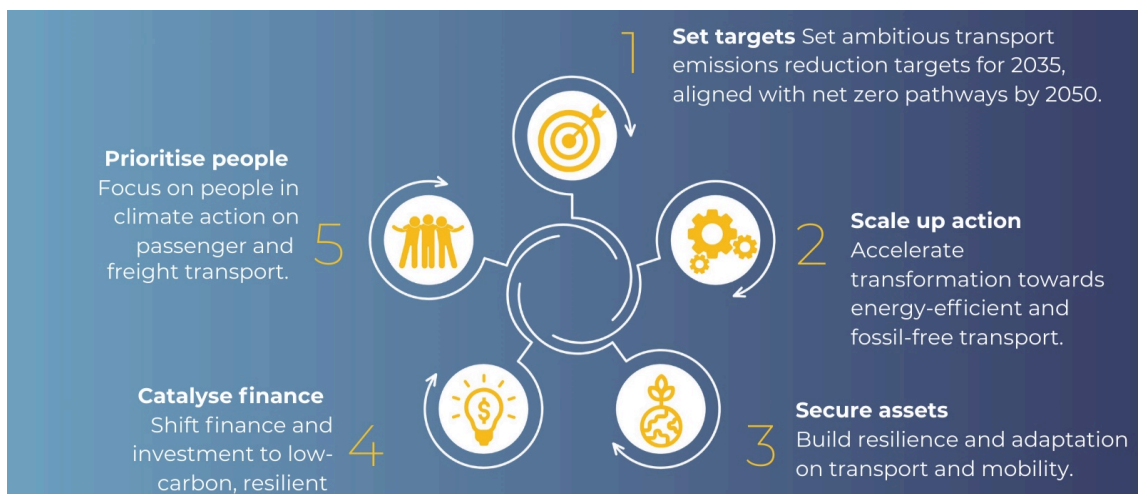 1
Set targets Set ambitious transport
emissions reduction targets for 2035,
aligned with net zero pathways by 2050.
2
Scale up action
Accelerate
transformation towards
energy-efficient and
fossil-free transport.
3
Secure assets
Build resilience and adaptation
on transport and mobility.
4
Catalyse finance
Shift finance and
investment to low-
carbon, resilient
$
5
Prioritise people
Focus on people in
climate action on
passenger and
freight transport.